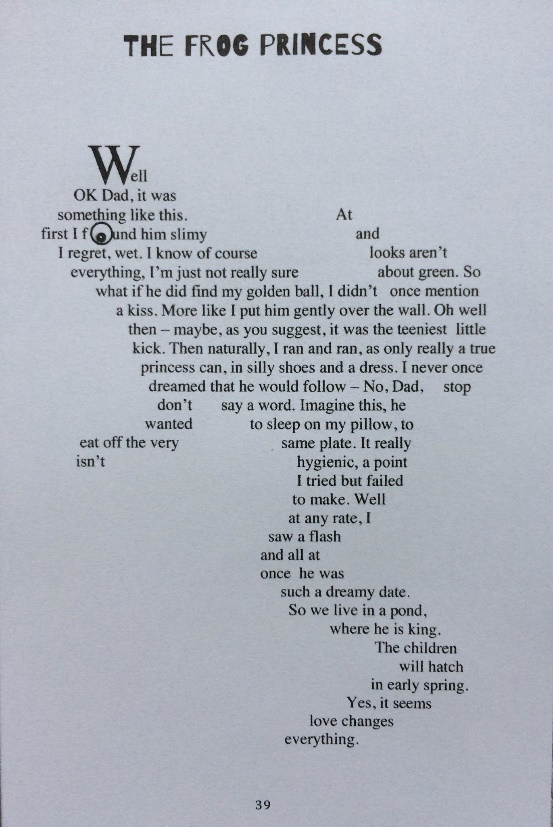 THE FROG PRINCESS
Well
OK Dad, it was
something like this. At
first I found him slimy and
I regret, wet. I know of course looks aren't
everything, I'm just not really sure about green. So
what if he did find my golden ball, I didn't once mention
a kiss. More like I put him gently over the wall. Oh well
then – maybe, as you suggest, it was the teeniest little
kick. Then naturally, I ran and ran, as only really a true
princess can, in silly shoes and a dress. I never once
dreamed that he would follow – No, Dad, stop
don't say a word. Imagine this, he
wanted to sleep on my pillow, to
eat off the very same plate. It really
isn't hygienic, a point
I tried but failed
to make. Well
at any rate, I
saw a flash
and all at
once he was
such a dreamy date.
So we live in a pond,
where he is king.
The children
will hatch
in early spring.
Yes, it seems
love changes
everything.
39